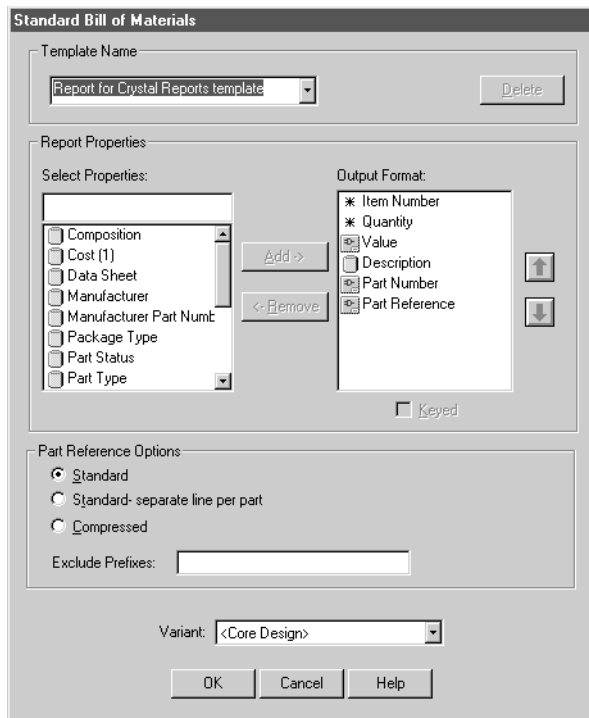 Standard Bill of Materials
Template Name
Report for Crystal Reports template
Delete
Report Properties
Select Properties:
Output Format:
Composition
Cost (1)
Data Sheet
Manufacturer
Manufacturer Part Numb
Package Type
Part Status
Part Type
Add ->
<- Remove
Item Number
Quantity
Value
Description
Part Number
Part Reference
Keyed
Part Reference Options
Standard
Standard- separate line per part
Compressed
Exclude Prefixes:
Variant: <Core Design>
OK Cancel Help